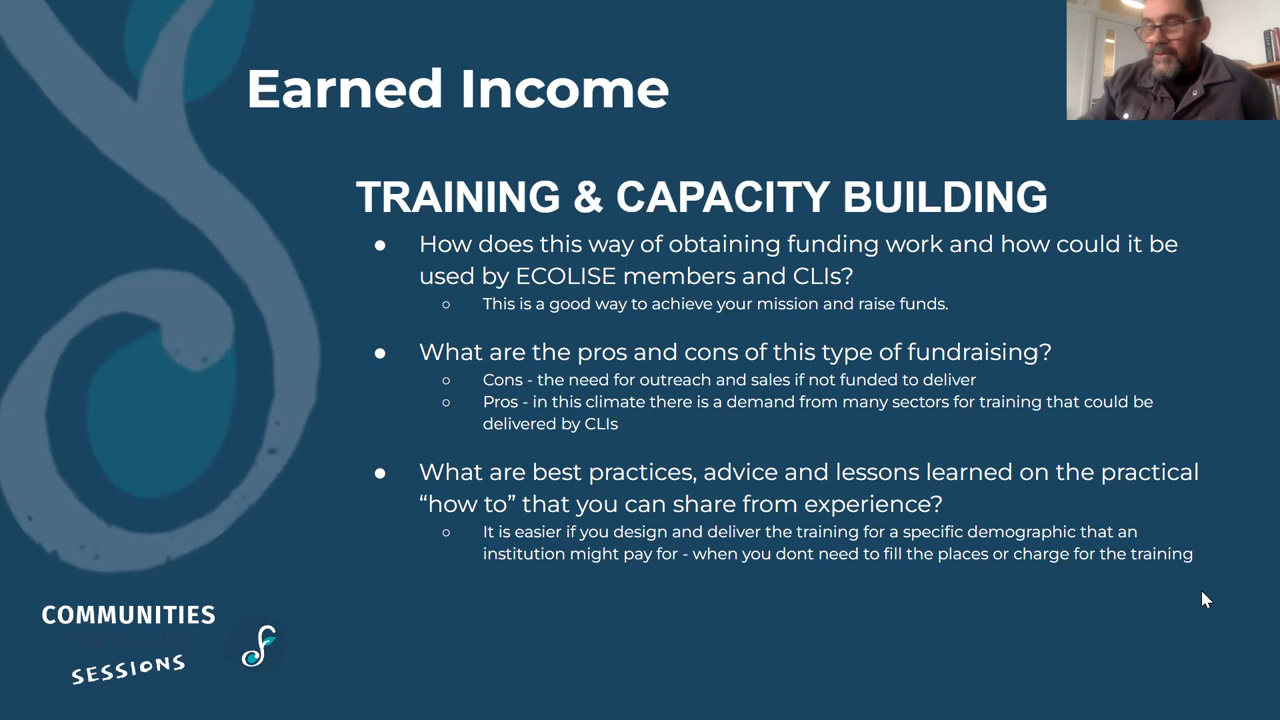 Earned Income
TRAINING & CAPACITY BUILDING
● How does this way of obtaining funding work and how could it be
used by ECOLISE members and CLIs?
○ This is a good way to achieve your mission and raise funds.
● What are the pros and cons of this type of fundraising?
○ Cons - the need for outreach and sales if not funded to deliver
○ Pros - in this climate there is a demand from many sectors for training that could be
delivered by CLIs
● What are best practices, advice and lessons learned on the practical
“how to” that you can share from experience?
○ It is easier if you design and deliver the training for a specific demographic that an
institution might pay for - when you dont need to fill the places or charge for the training
COMMUNITIES
SESSIONS